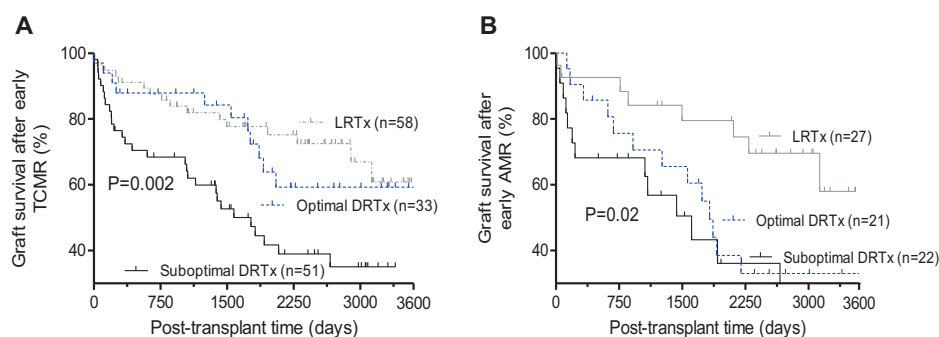 A
Graft survival after early
TCMR (%)
100
80
60
40
LRTx (n=58)
P=0.002
Optimal DRTx (n=33)
Suboptimal DRTx (n=51)
0 750 1500 2250 3000 3600
Post-transplant time (days)
B
Graft survival after
early AMR (%)
100
80
60
40
LRTx (n=27)
P=0.02
Optimal DRTx (n=21)
Suboptimal DRTx (n=22)
0 750 1500 2250 3000 3600
Post-transplant time (days)